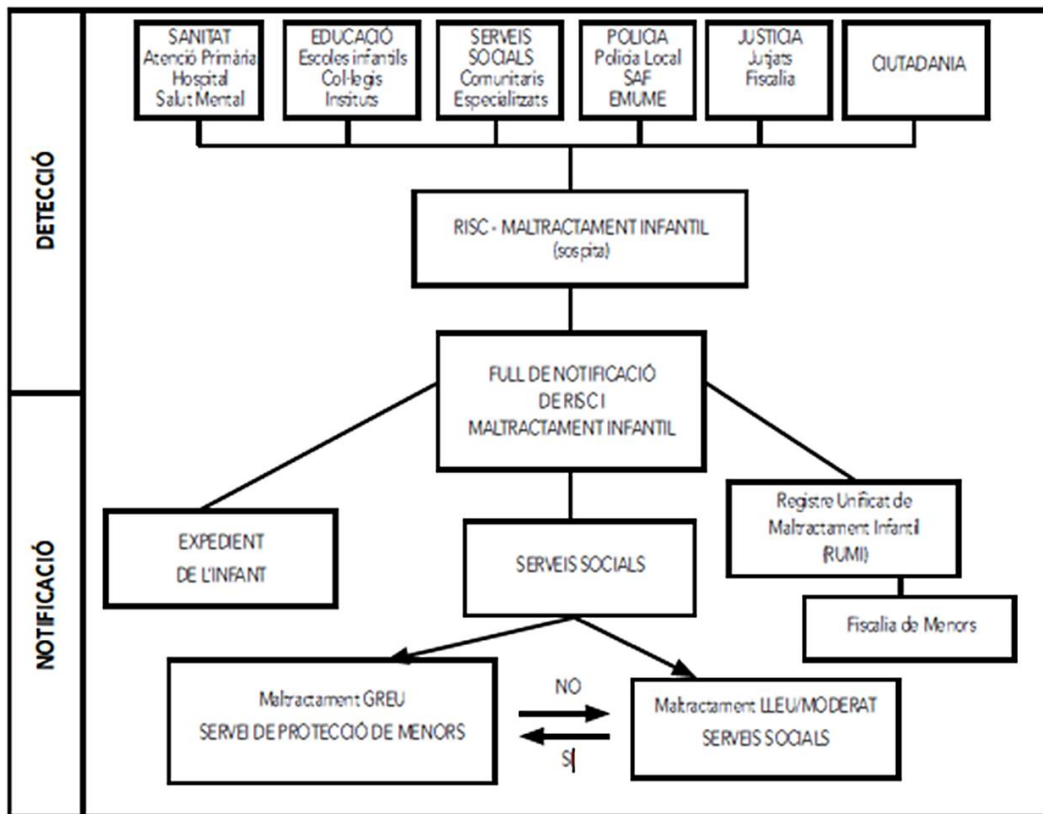 DETECCIÓ
SANITAT
Atenció Primària
Hospital
Salut Mental
EDUCACIÓ
Escoles infantils
Col·legis
Instituts
SERVEIS
SOCIALS
Comunitaris
Especialitzats
POLICIA
Policia Local
SAF
EMUME
JUSTICIA
Jutjats
Fiscalia
CIUTADANIA
RISC - MALTRACTAMENT INFANTIL
(sospita)
FULL DE NOTIFICACIÓ
DE RISC I
MALTRACTAMENT INFANTIL
NOTIFICACIÓ
EXPEDIENT
DE L'INFANT
SERVEIS SOCIALS
Registre Unificat de
Maltractament Infantil
(RUMI)
Fiscalia de Menors
Maltractament GREU
SERVEI DE PROTECCIÓ DE MENORS
NO
SÍ
Maltractament LLEU/MODERAT
SERVEIS SOCIALS